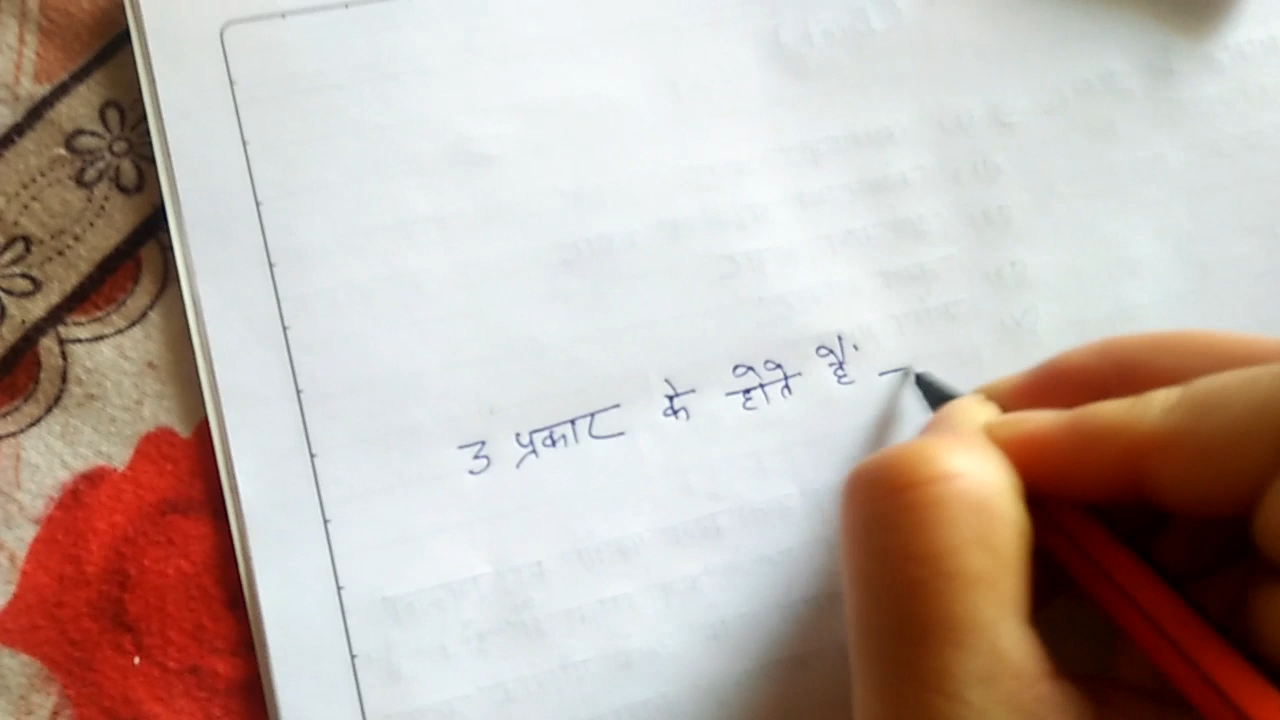 3 प्रकार के होते हैं -